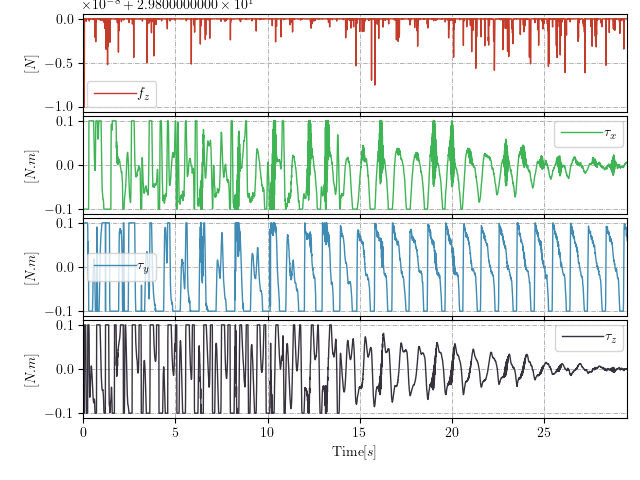 ×10⁻⁸ + 2.9800000000 × 10¹
0.0
−0.5
−1.0
[N]
f_z
0.1
0.0
−0.1
[N.m]
τ_x
0.1
0.0
−0.1
[N.m]
τ_y
0.1
0.0
−0.1
[N.m]
τ_z
0 5 10 15 20 25
Time[s]